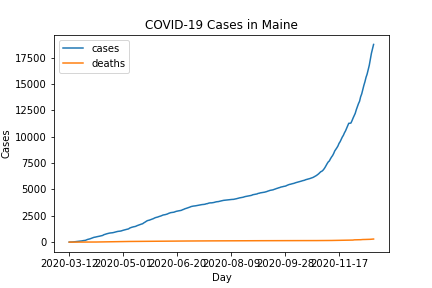 COVID-19 Cases in Maine
cases
deaths
17500
15000
12500
10000
7500
5000
2500
0
Cases
2020-03-12 2020-05-01 2020-06-20 2020-08-09 2020-09-28 2020-11-17
Day